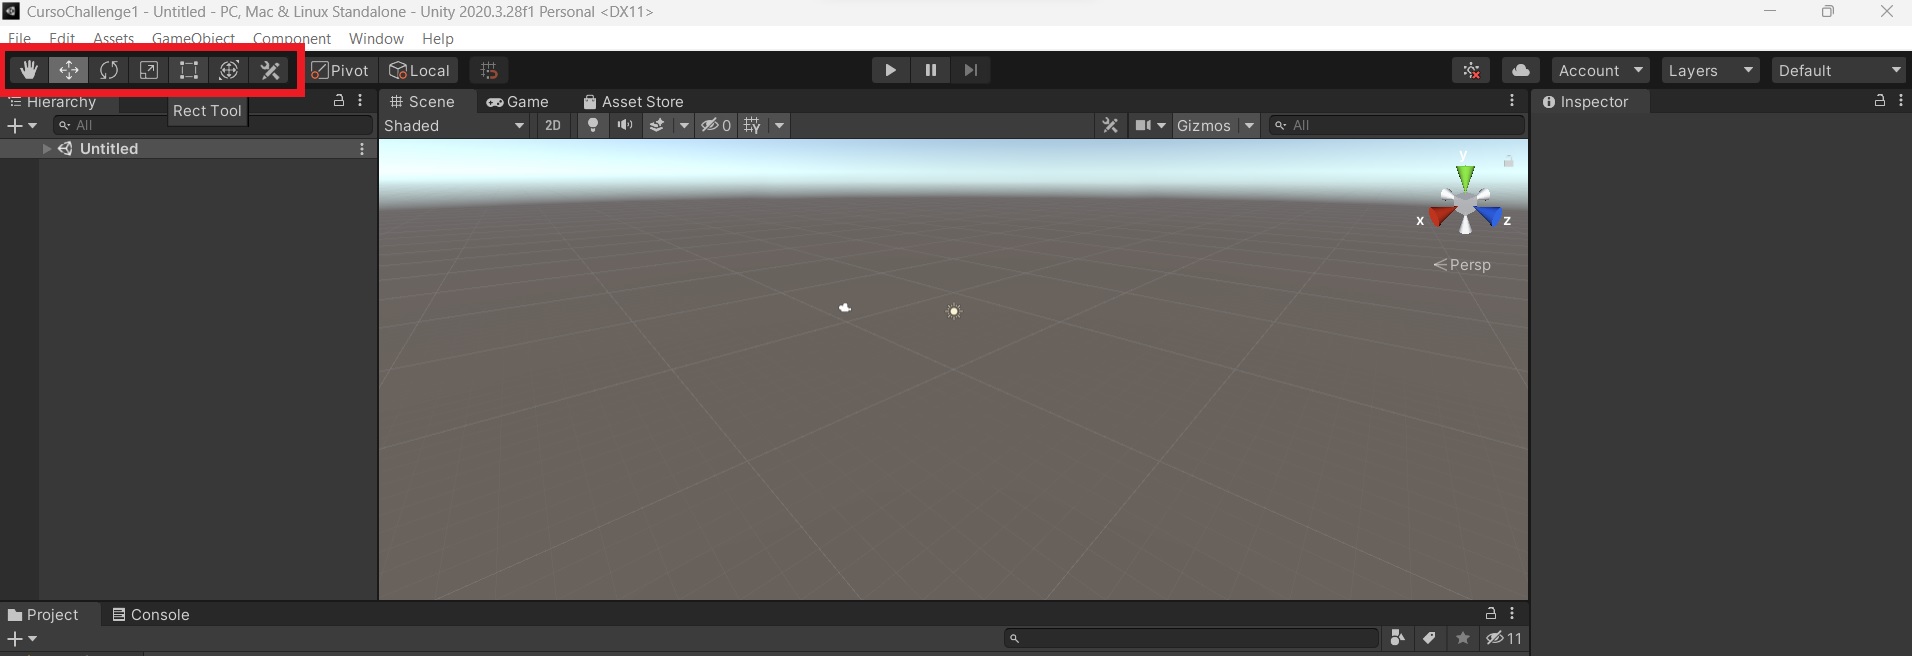 CursoChallenge1 - Untitled - PC, Mac & Linux Standalone - Unity 2020.3.28f1 Personal <DX11>
File Edit Assets GameObject Component Window Help
Pivot Local Account Layers Default
Hierarchy Scene Game Asset Store Inspector
Rect Tool
All Shaded 2D 0 Gizmos All
Untitled
y
x z
Persp
Project Console
11